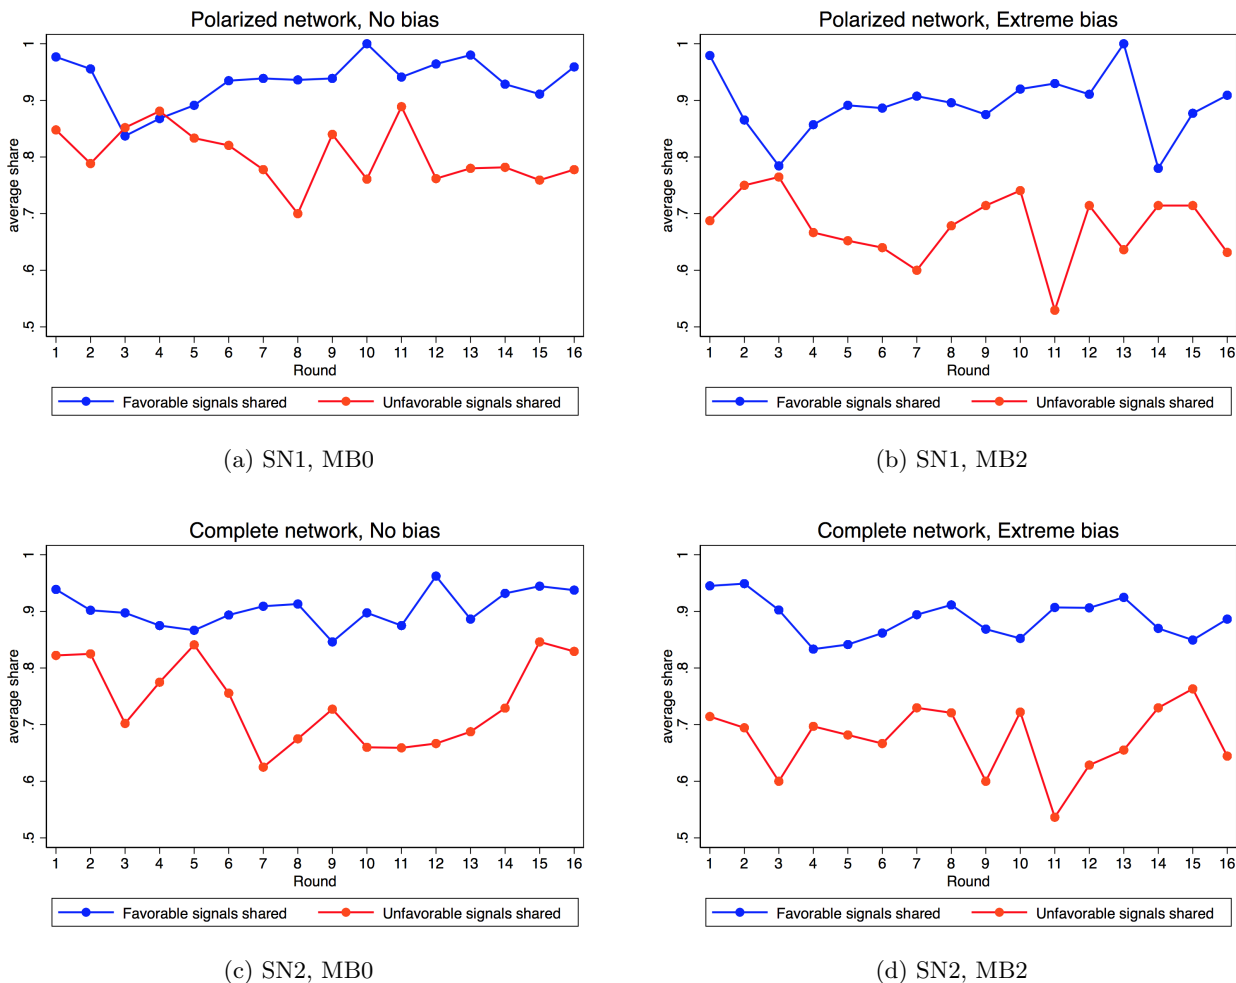 Polarized network, No bias
average share
1
.9
.8
.7
.6
.5
1 2 3 4 5 6 7 8 9 10 11 12 13 14 15 16
Round
Favorable signals shared Unfavorable signals shared
(a) SN1, MB0
Polarized network, Extreme bias
average share
1
.9
.8
.7
.6
.5
1 2 3 4 5 6 7 8 9 10 11 12 13 14 15 16
Round
Favorable signals shared Unfavorable signals shared
(b) SN1, MB2
Complete network, No bias
average share
1
.9
.8
.7
.6
.5
1 2 3 4 5 6 7 8 9 10 11 12 13 14 15 16
Round
Favorable signals shared Unfavorable signals shared
(c) SN2, MB0
Complete network, Extreme bias
average share
1
.9
.8
.7
.6
.5
1 2 3 4 5 6 7 8 9 10 11 12 13 14 15 16
Round
Favorable signals shared Unfavorable signals shared
(d) SN2, MB2